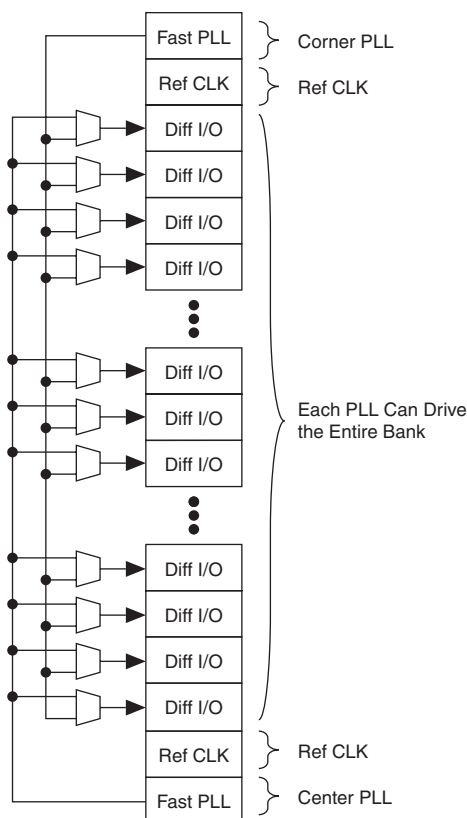 Fast PLL
Corner PLL
Ref CLK
Ref CLK
Diff I/O
Diff I/O
Diff I/O
Diff I/O
Diff I/O
Diff I/O
Diff I/O
Each PLL Can Drive
the Entire Bank
Diff I/O
Diff I/O
Diff I/O
Diff I/O
Ref CLK
Ref CLK
Fast PLL
Center PLL